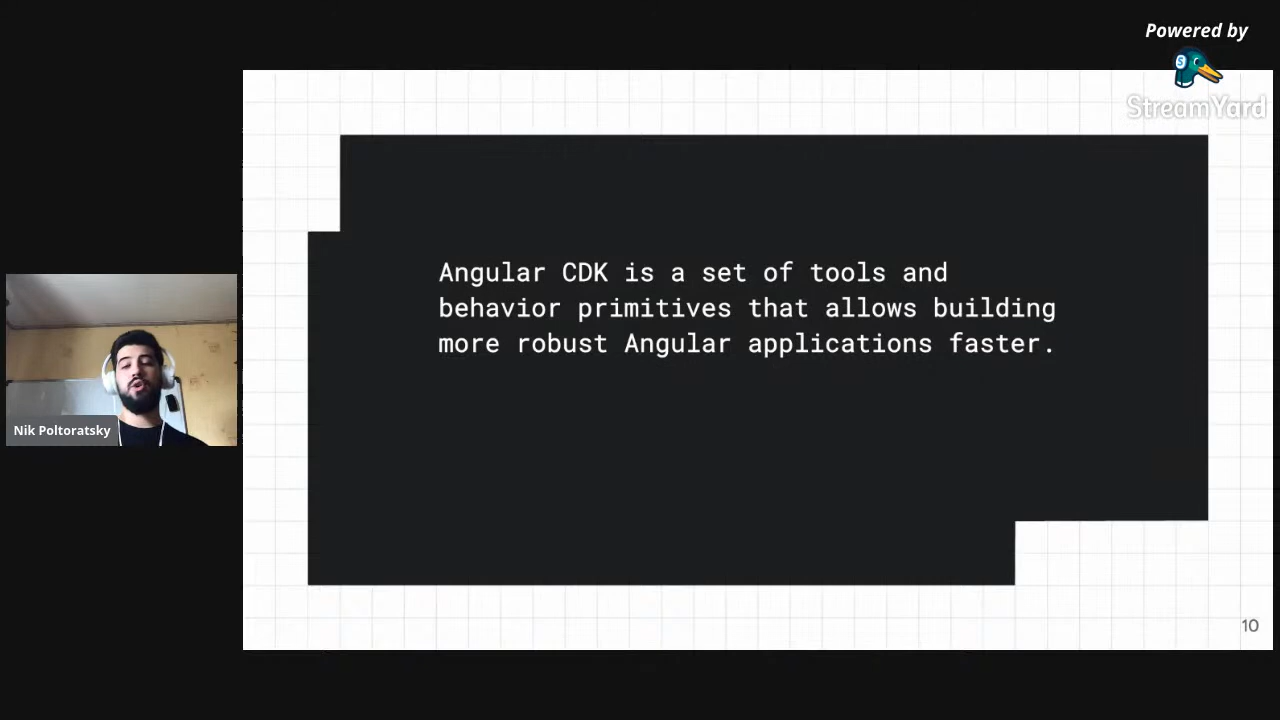 Powered by
StreamYard
Angular CDK is a set of tools and
behavior primitives that allows building
more robust Angular applications faster.
Nik Poltoratsky
10